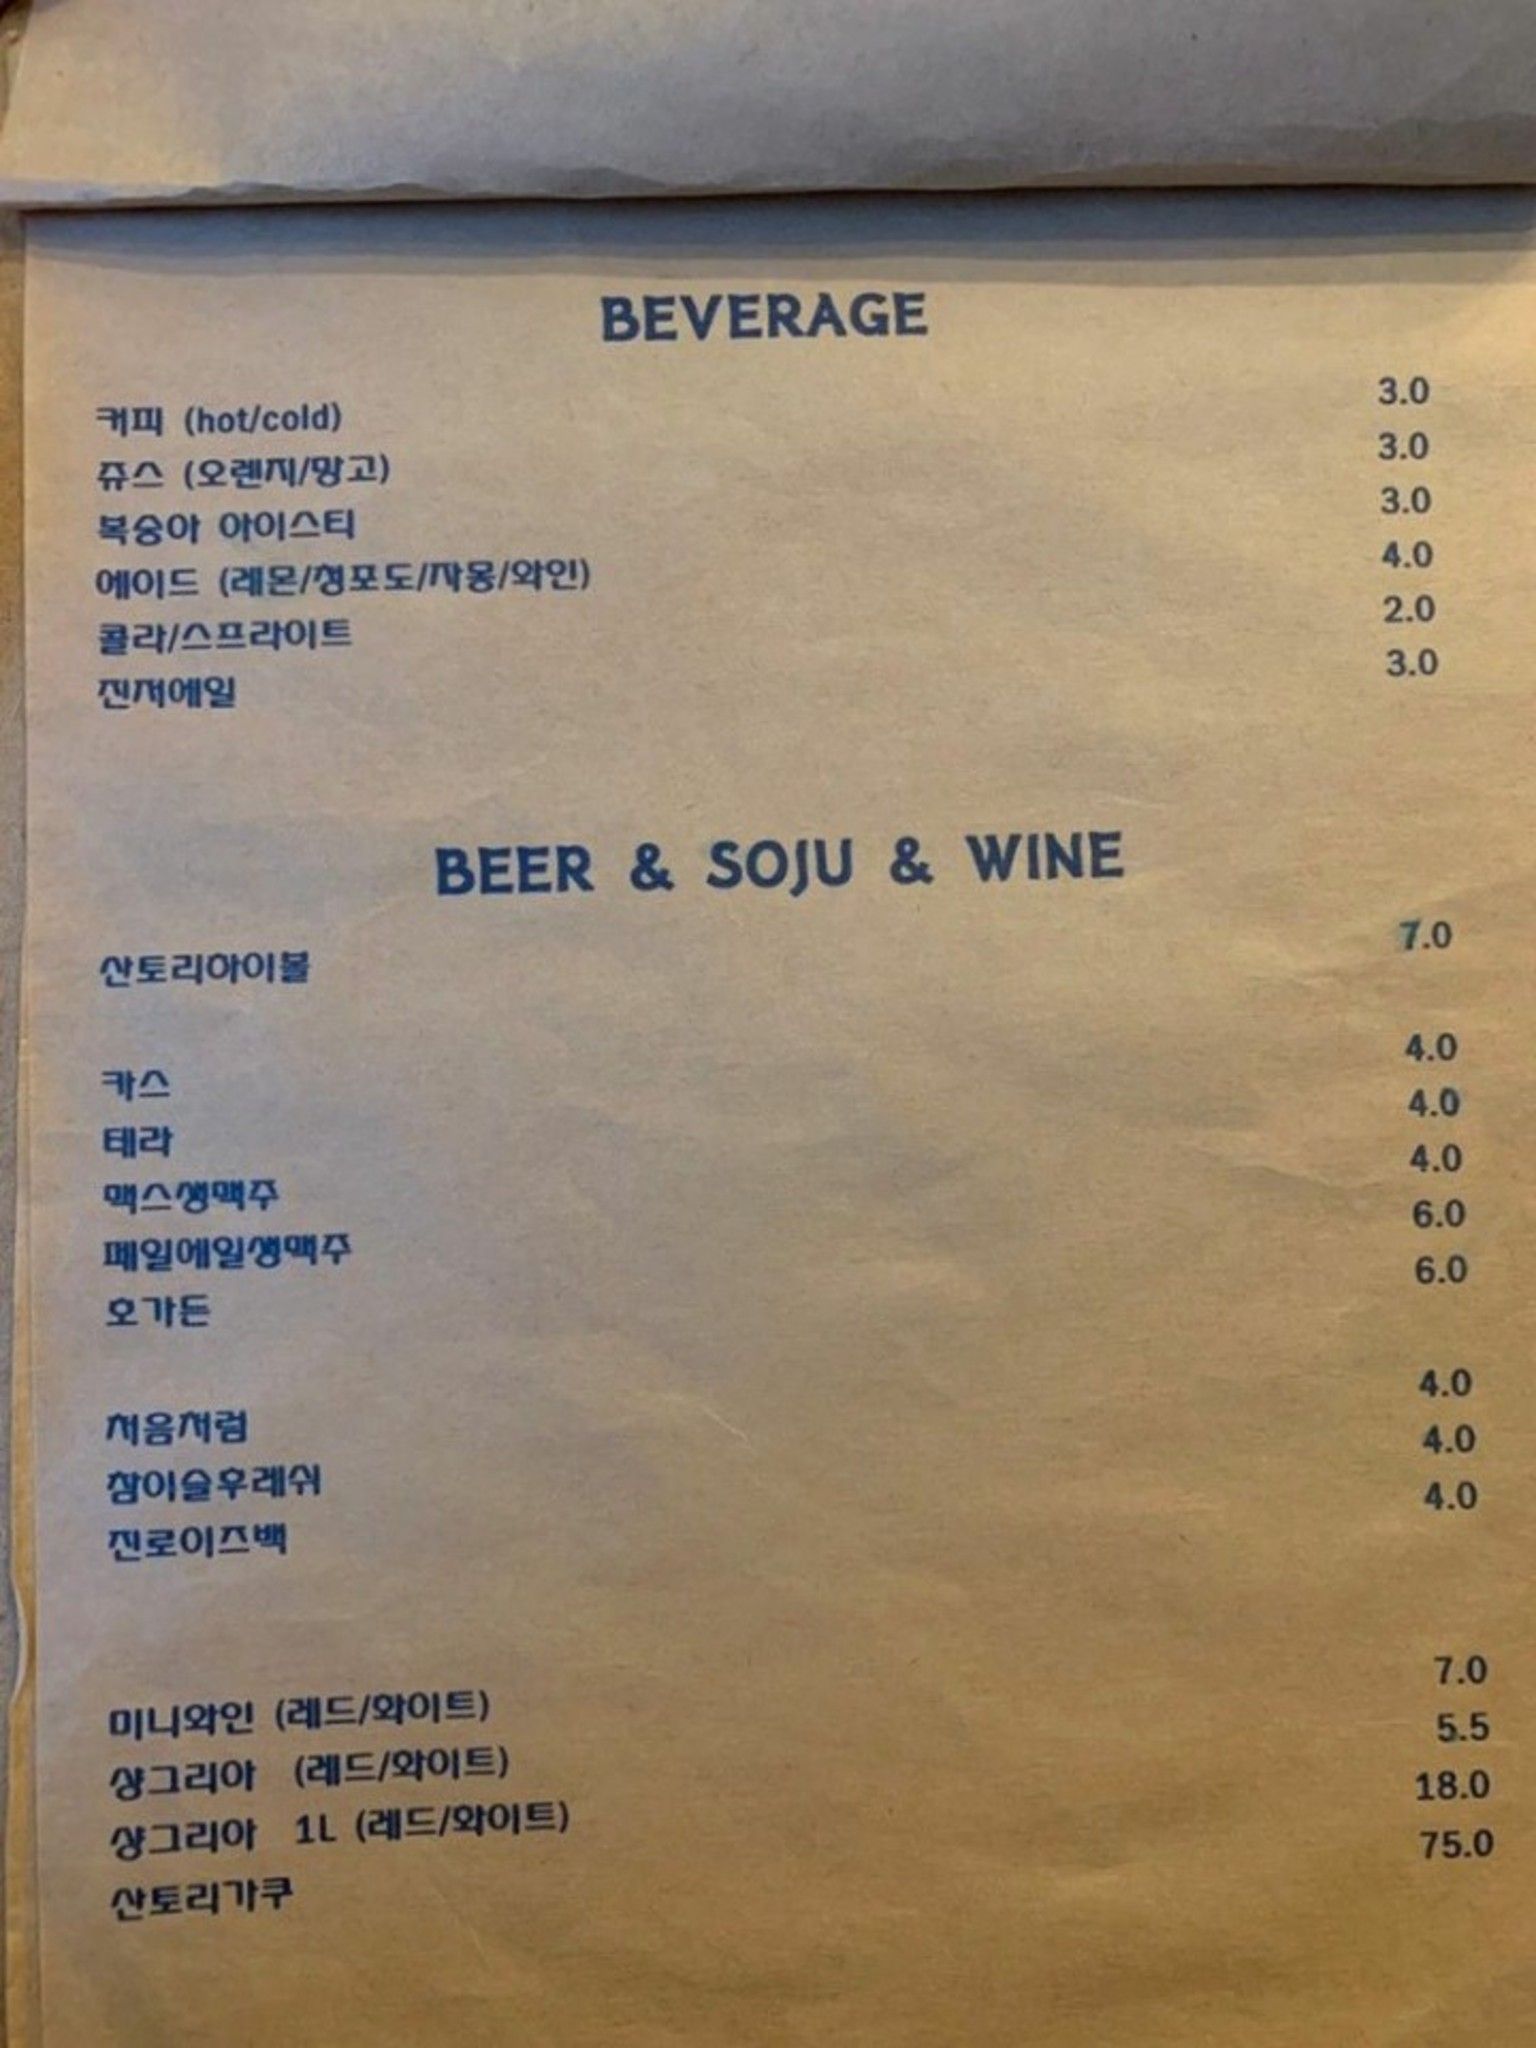 BEVERAGE
커피 (hot/cold) 3.0
쥬스 (오렌지/망고) 3.0
복숭아 아이스티 3.0
에이드 (레몬/청포도/자몽/와인) 4.0
콜라/스프라이트 2.0
진저에일 3.0
BEER & SOJU & WINE
산토리하이볼 7.0
카스 4.0
테라 4.0
맥스생맥주 4.0
페일에일생맥주 6.0
호가든 6.0
처음처럼 4.0
참이슬후레쉬 4.0
진로이즈백 4.0
미니와인 (레드/화이트) 7.0
샹그리아 (레드/화이트) 5.5
샹그리아 1L (레드/화이트) 18.0
산토리가쿠 75.0